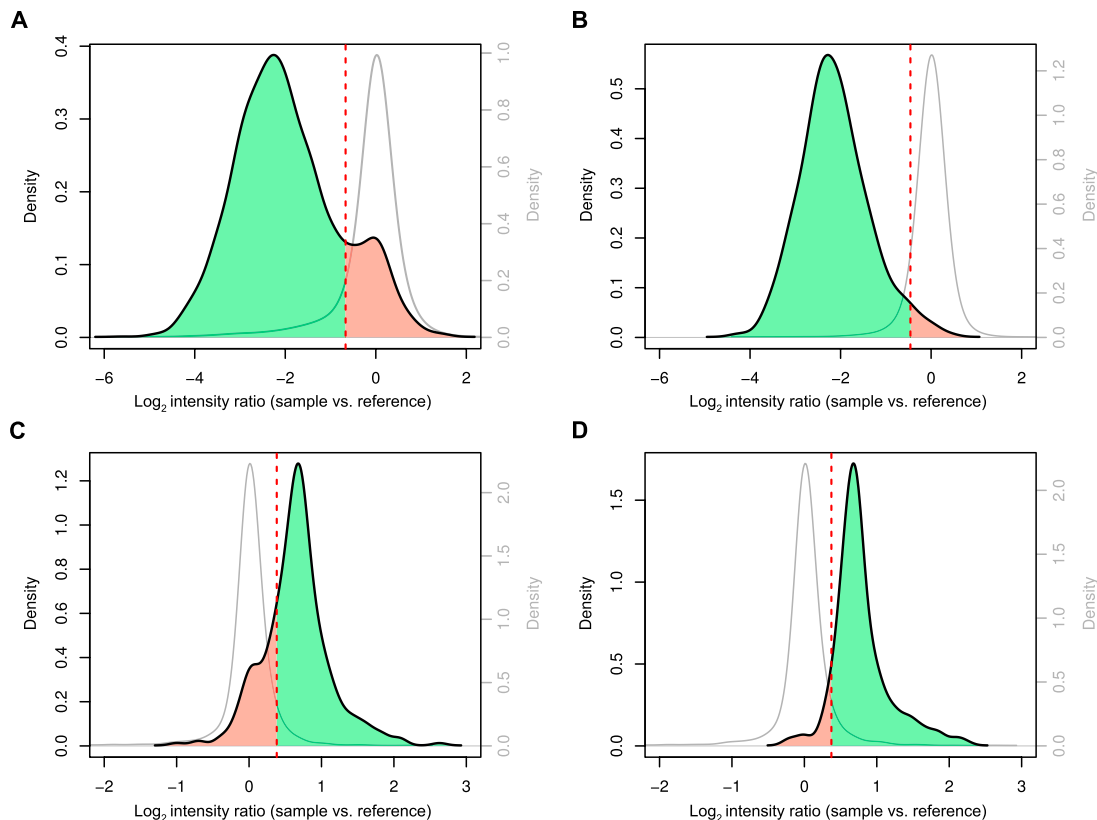 A
B
0.0 0.1 0.2 0.3 0.4
Density
0.0 0.2 0.4 0.6 0.8 1.0
Density
−6 −4 −2 0 2
Log2 intensity ratio (sample vs. reference)
0.0 0.1 0.2 0.3 0.4 0.5
Density
0.0 0.2 0.4 0.6 0.8 1.0 1.2
Density
−6 −4 −2 0 2
Log2 intensity ratio (sample vs. reference)
C
D
0.0 0.2 0.4 0.6 0.8 1.0 1.2
Density
0.0 0.5 1.0 1.5 2.0
Density
−2 −1 0 1 2 3
Log2 intensity ratio (sample vs. reference)
0.0 0.5 1.0 1.5
Density
0.0 0.5 1.0 1.5 2.0
Density
−2 −1 0 1 2 3
Log2 intensity ratio (sample vs. reference)